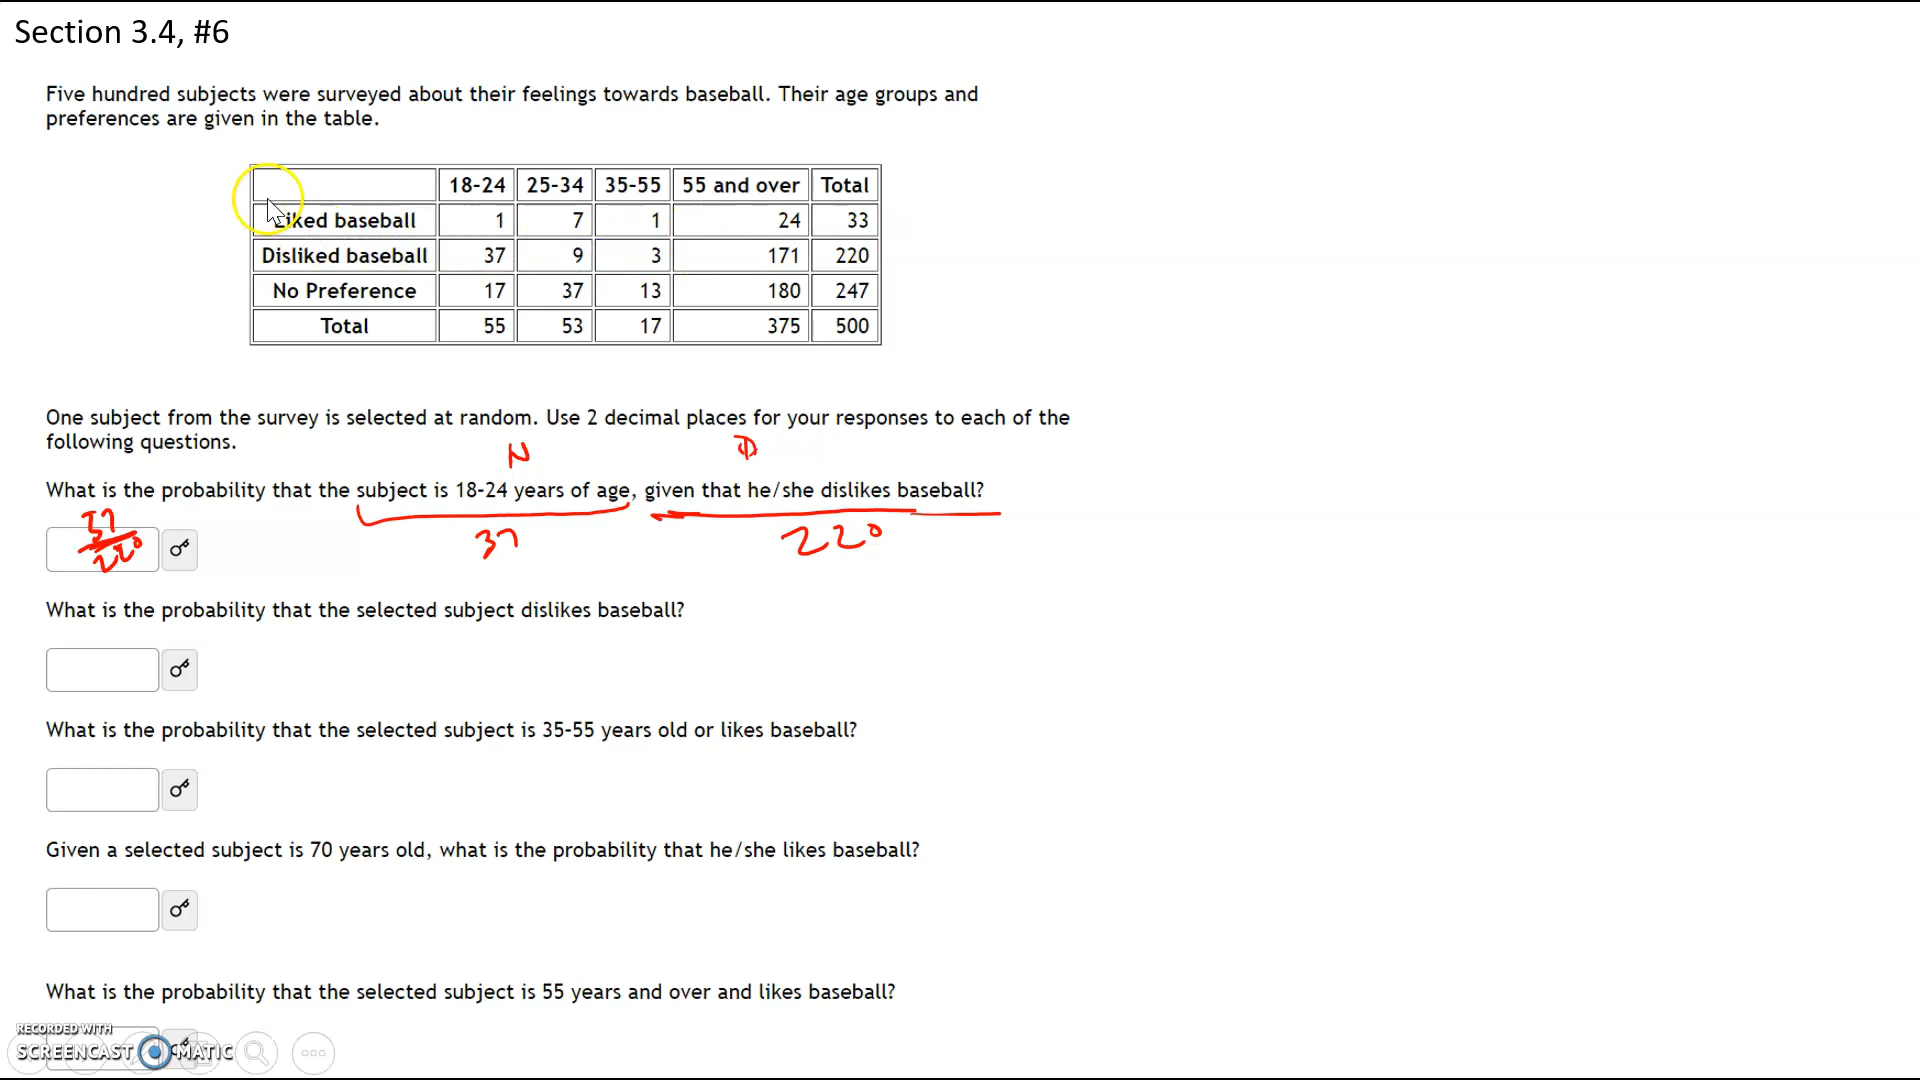 Section 3.4, #6
Five hundred subjects were surveyed about their feelings towards baseball. Their age groups and
preferences are given in the table.
18-24 25-34 35-55 55 and over Total
Liked baseball 1 7 1 24 33
Disliked baseball 37 9 3 171 220
No Preference 17 37 13 180 247
Total 55 53 17 375 500
One subject from the survey is selected at random. Use 2 decimal places for your responses to each of the
following questions.
N D
What is the probability that the subject is 18-24 years of age, given that he/she dislikes baseball?
37
220
37 220
What is the probability that the selected subject dislikes baseball?
What is the probability that the selected subject is 35-55 years old or likes baseball?
Given a selected subject is 70 years old, what is the probability that he/she likes baseball?
What is the probability that the selected subject is 55 years and over and likes baseball?
RECORDED WITH
SCREENCAST MATIC